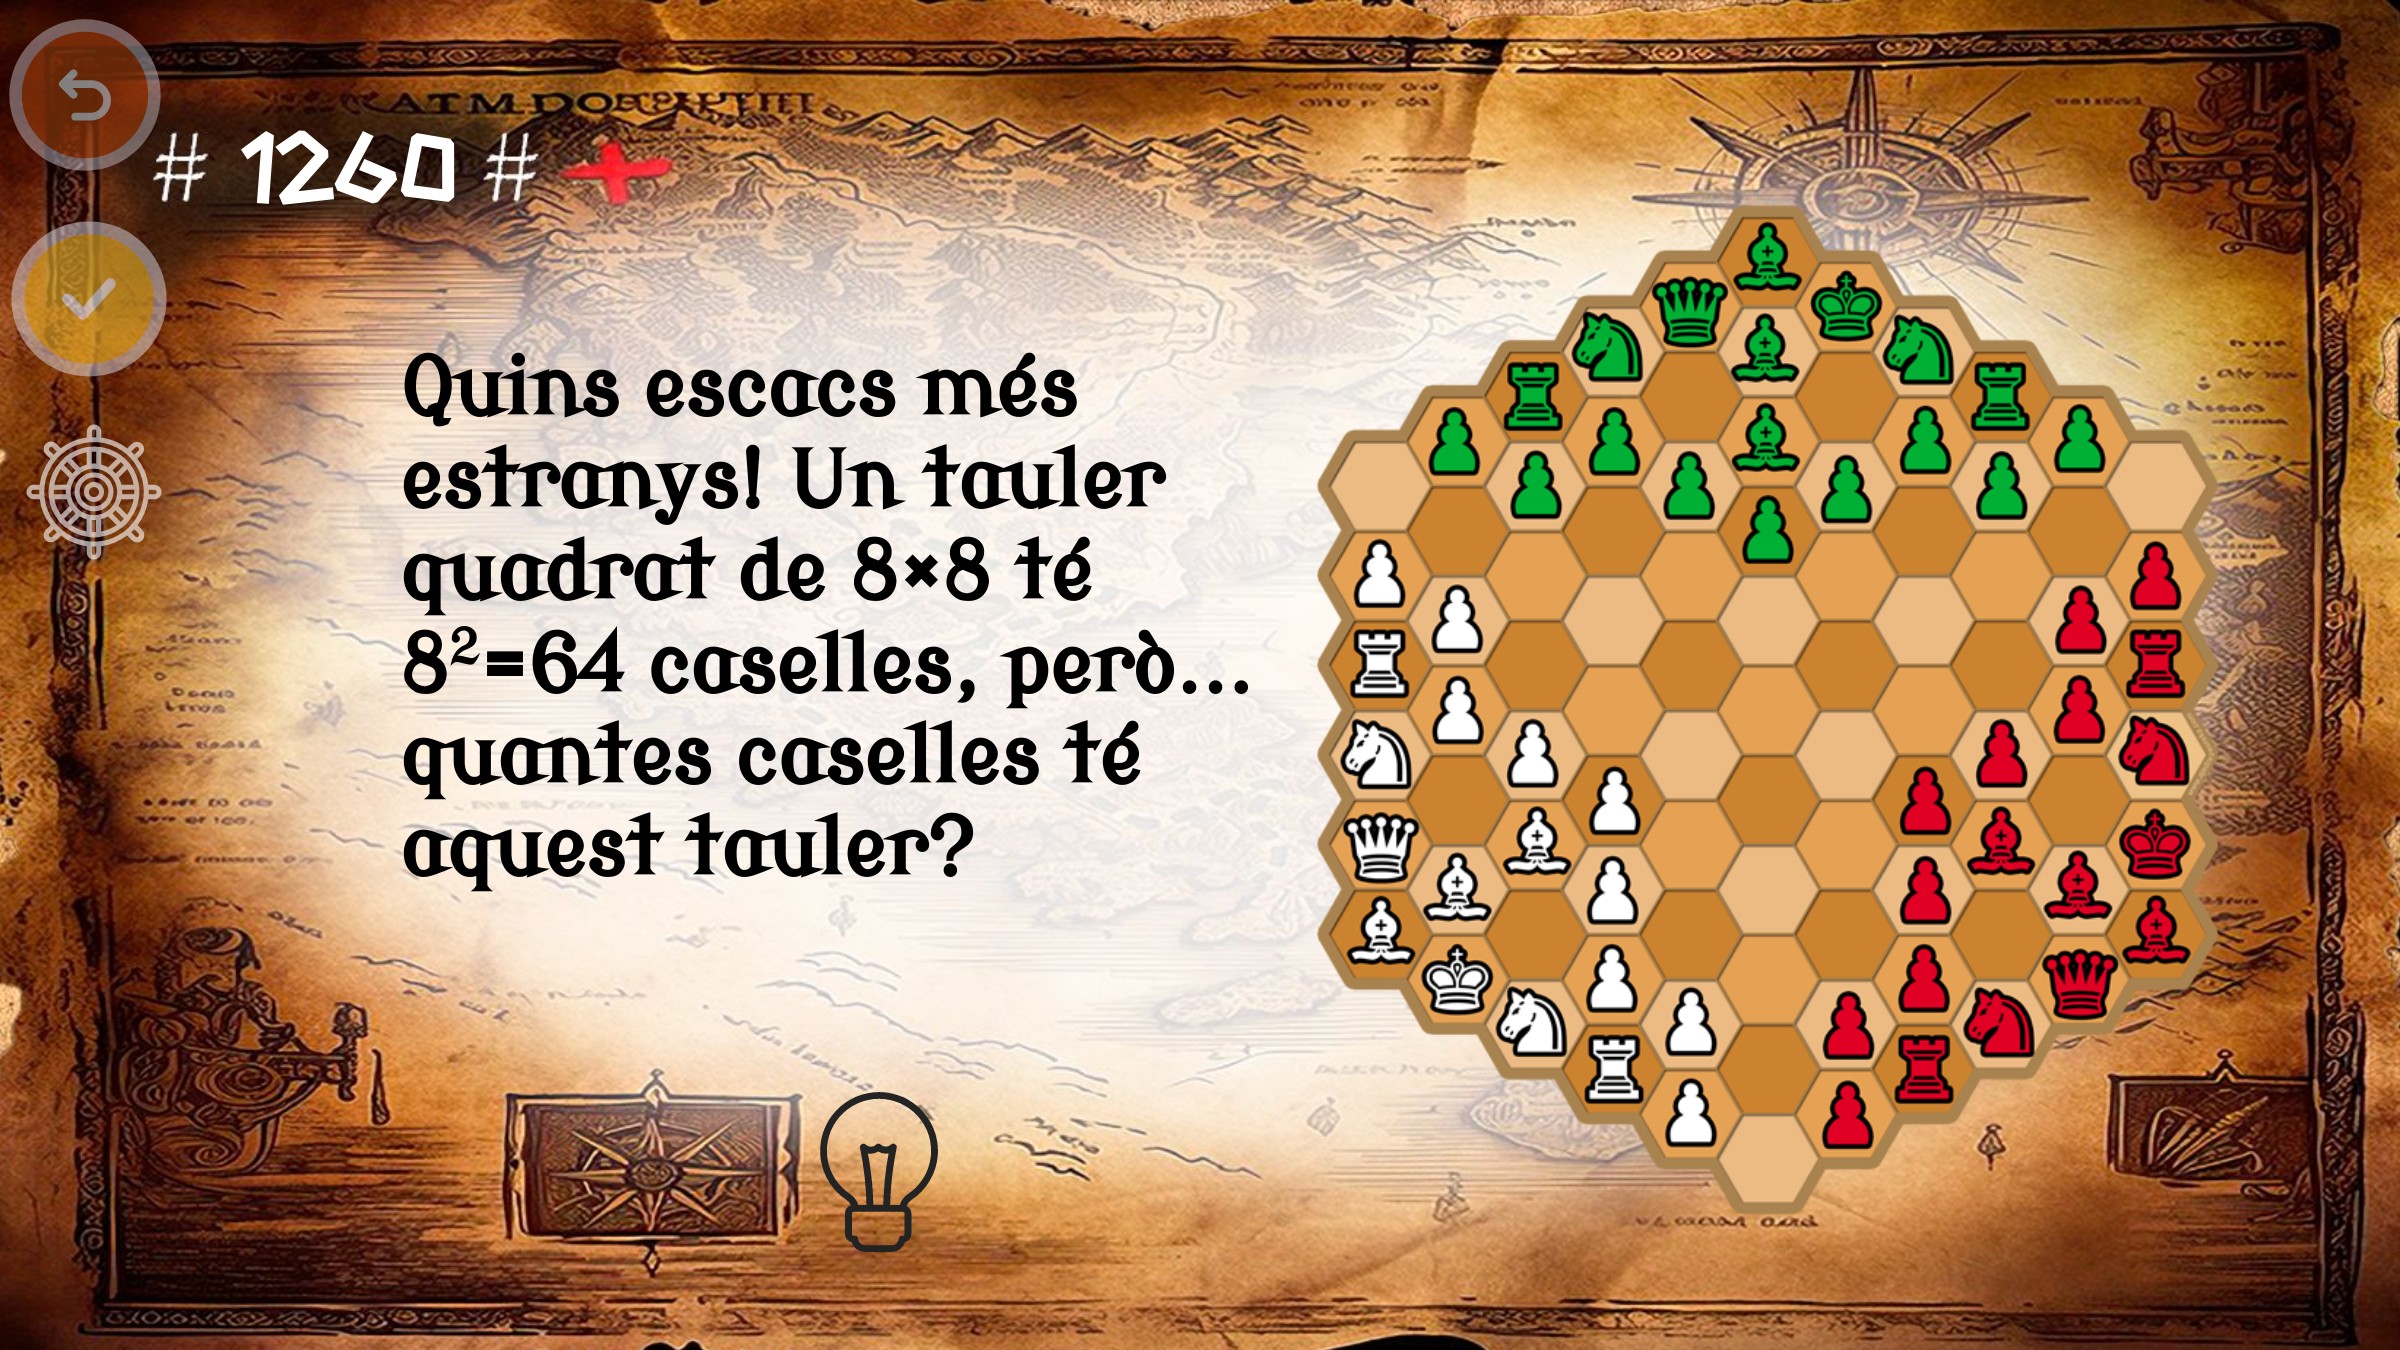 # 1260 #
Quins escacs més
estranys! Un tauler
quadrat de 8×8 té
8²=64 caselles, però...
quantes caselles té
aquest tauler?